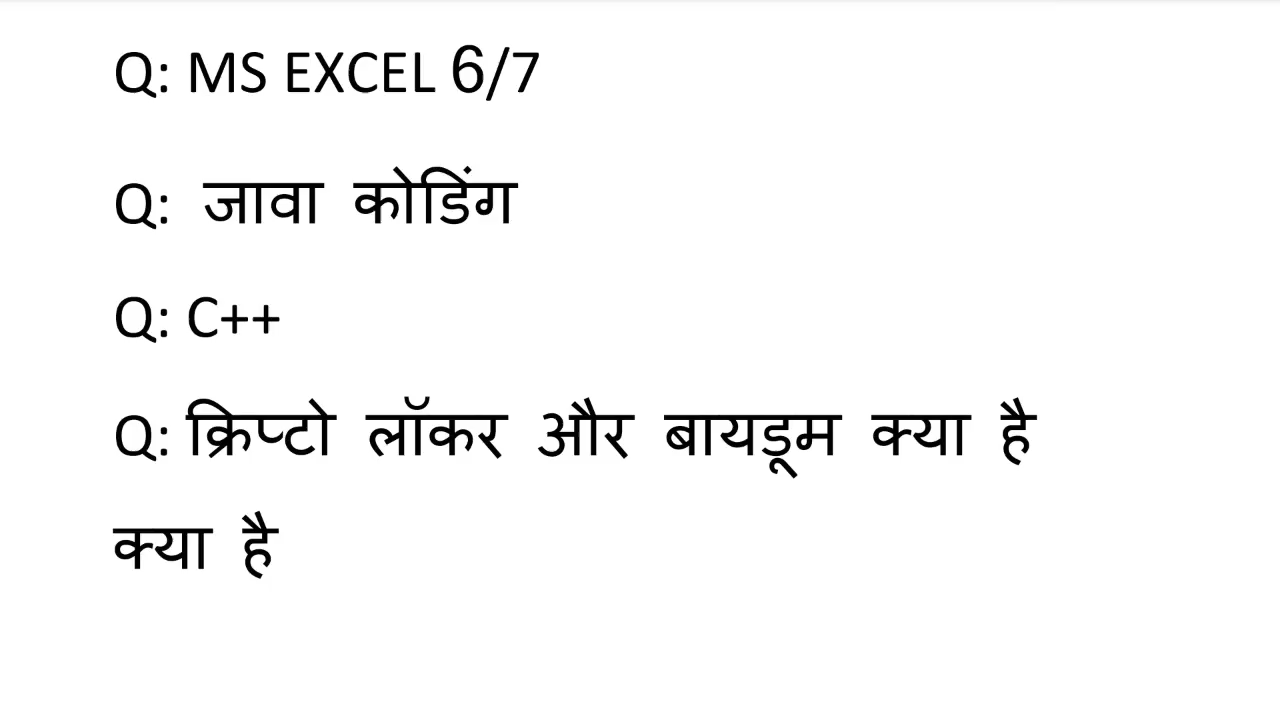 Q: MS EXCEL 6/7
Q: जावा कोडिंग
Q: C++
Q: क्रिप्टो लॉकर और बायडूम क्या है
क्या है